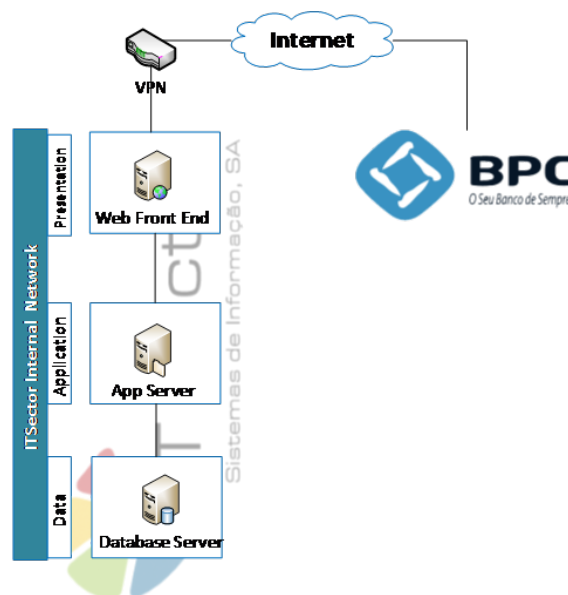 Internet
VPN
BPC
O Seu Banco de Sempre
ITSector Internal Network
Presentation
Web Front End
Application
App Server
Data
Database Server
Sistemas de Informação, SA